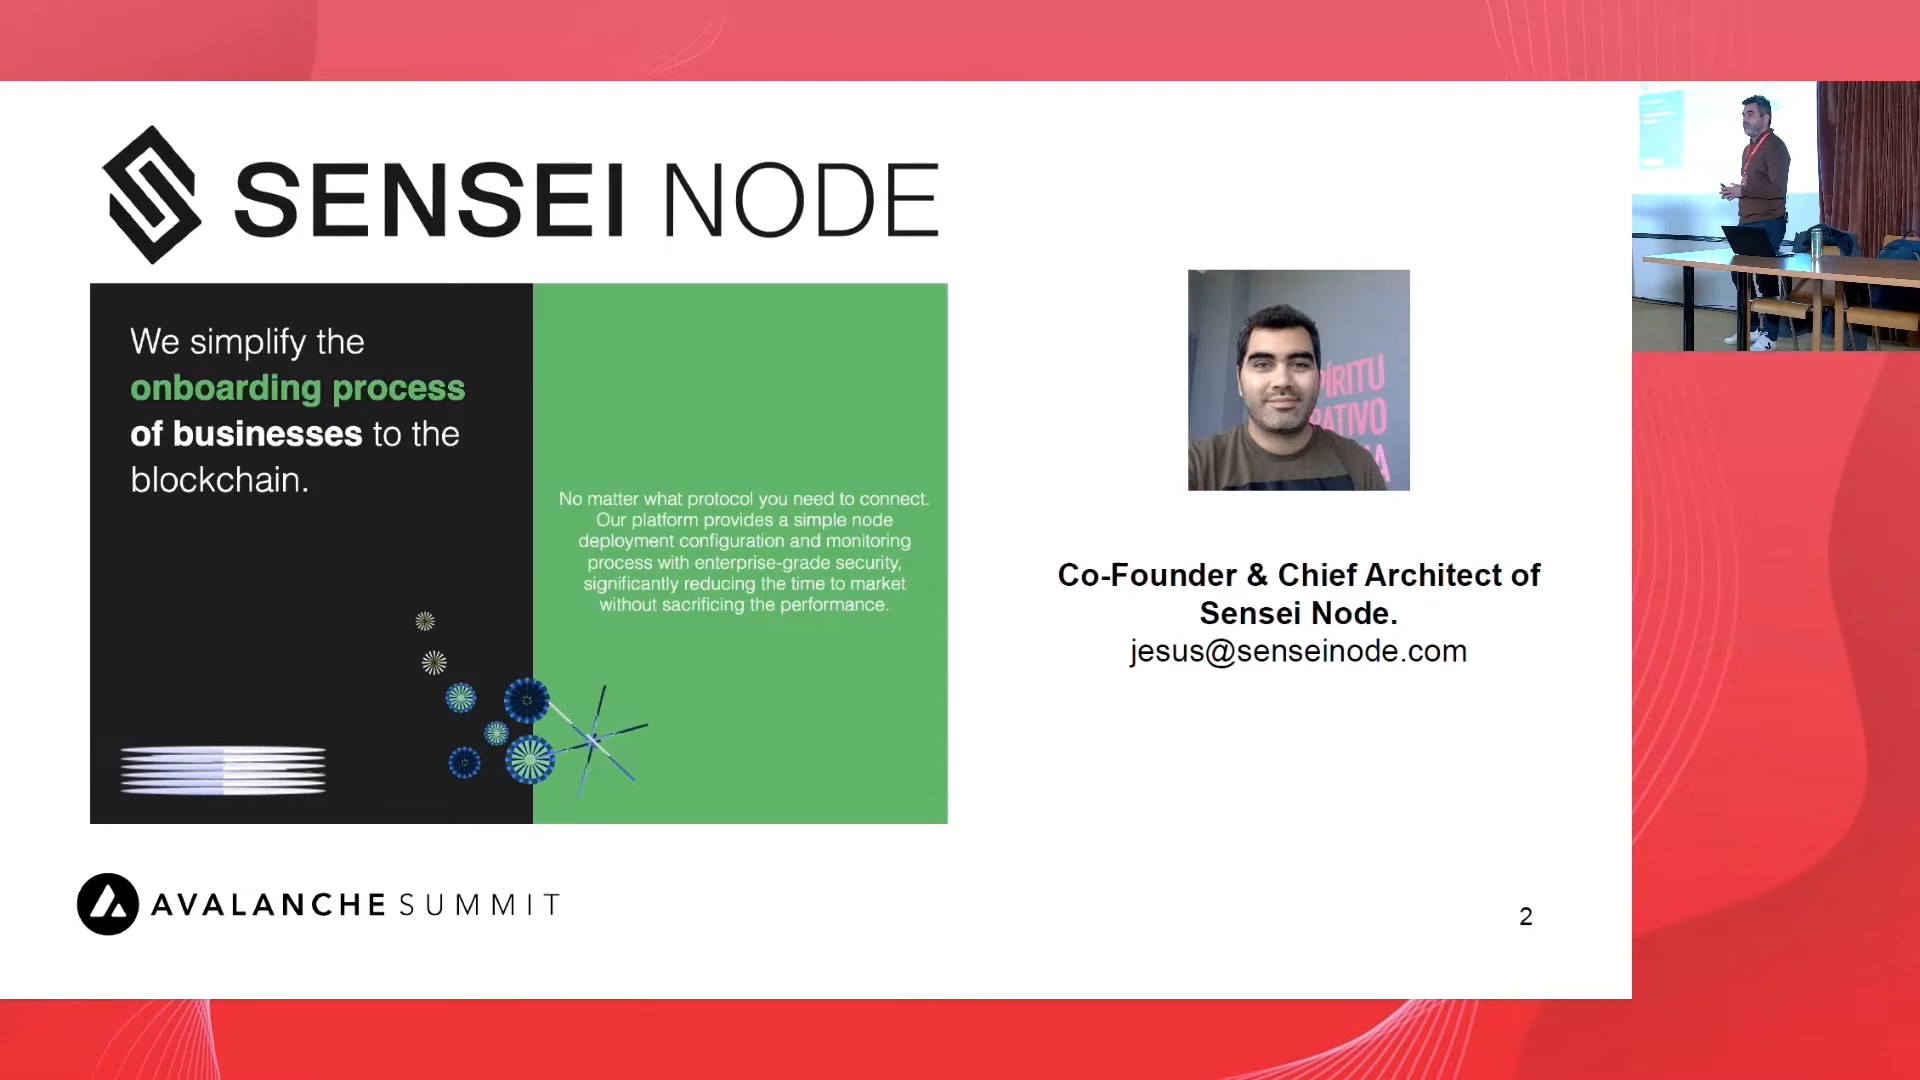 SENSEI NODE
We simplify the
onboarding process
of businesses to the
blockchain.
No matter what protocol you need to connect.
Our platform provides a simple node
deployment configuration and monitoring
process with enterprise-grade security,
significantly reducing the time to market
without sacrificing the performance.
PÍRITU
RATIVO
Co-Founder & Chief Architect of
Sensei Node.
jesus@senseinode.com
AVALANCHE SUMMIT
2